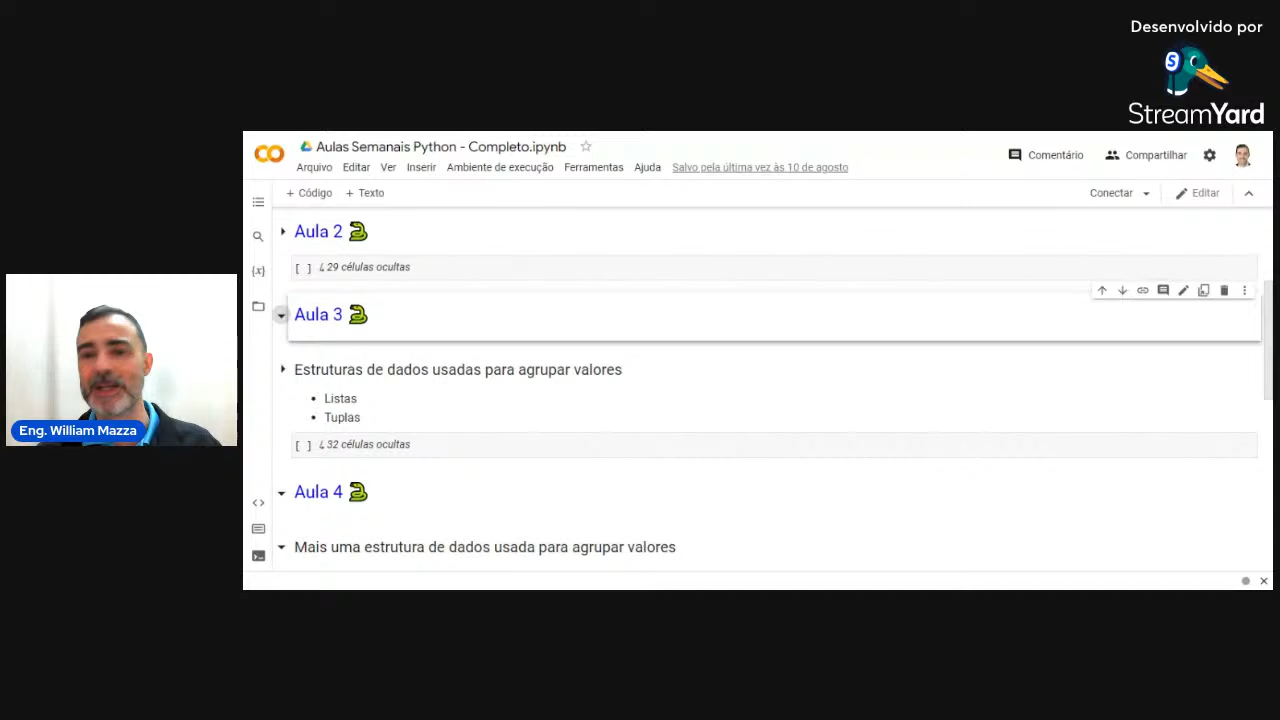 Desenvolvido por
S
StreamYard
Aulas Semanais Python - Completo.ipynb
Arquivo Editar Ver Inserir Ambiente de execução Ferramentas Ajuda Salvo pela última vez às 10 de agosto
Comentário Compartilhar
+ Código + Texto
Conectar Editar
Aula 2
[ ] ↳ 29 células ocultas
Aula 3
{x}
Estruturas de dados usadas para agrupar valores
• Listas
• Tuplas
[ ] ↳ 32 células ocultas
Aula 4
Mais uma estrutura de dados usada para agrupar valores
Eng. William Mazza